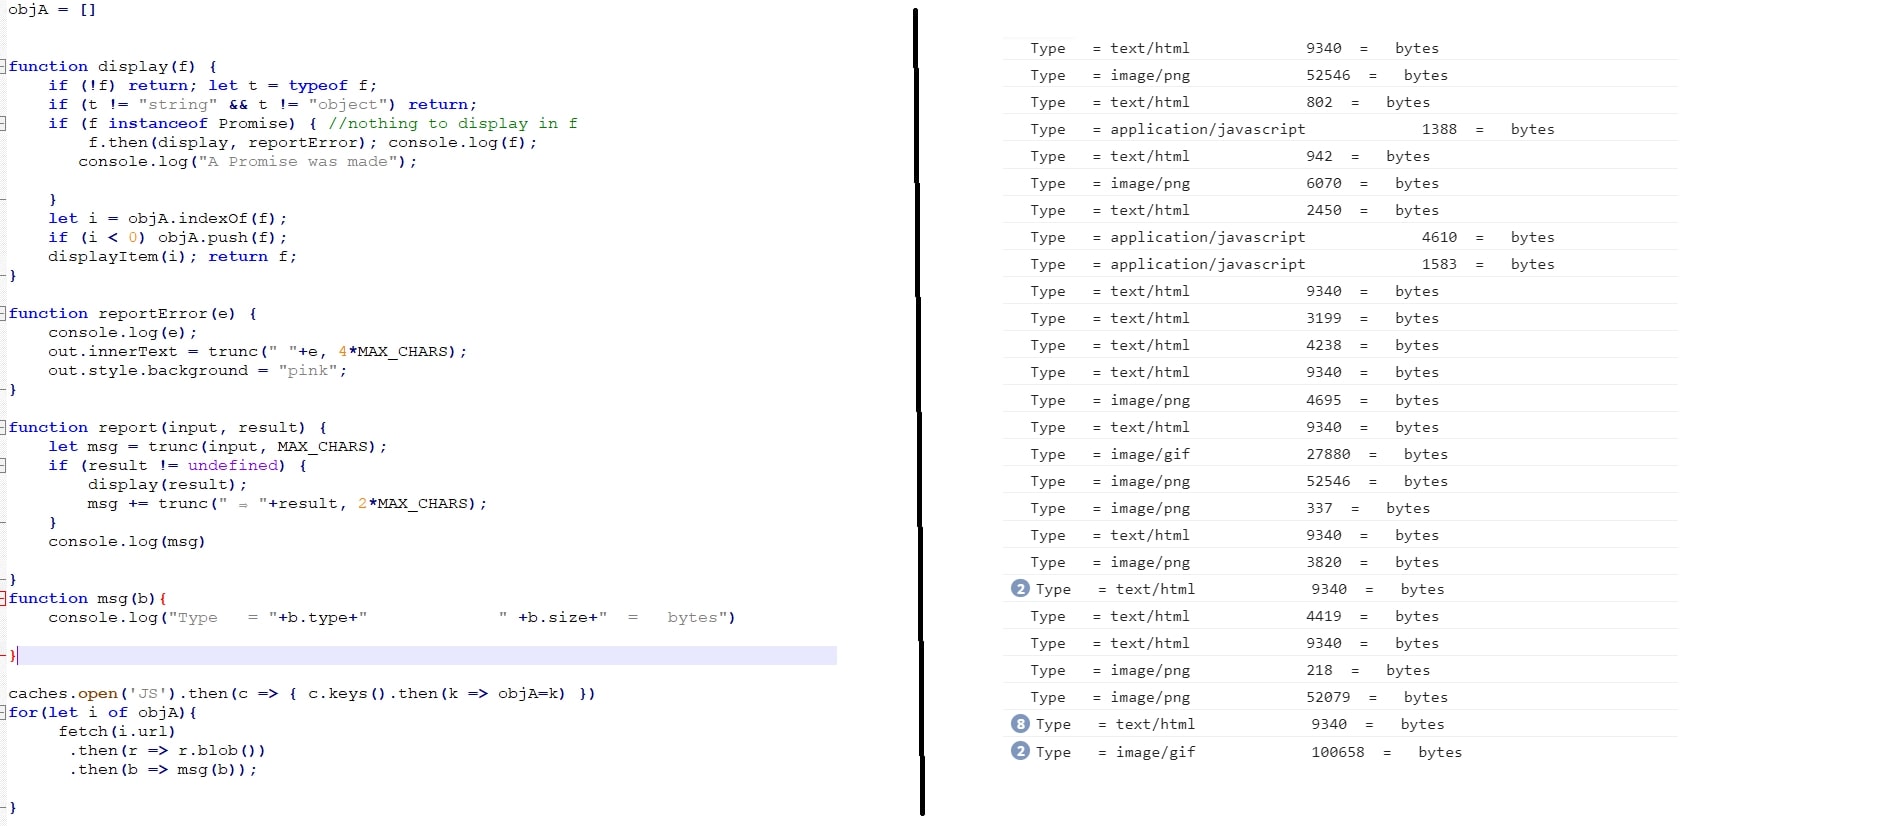 objA = []
function display(f) {
    if (!f) return; let t = typeof f;
    if (t != "string" && t != "object") return;
    if (f instanceof Promise) { //nothing to display in f
        f.then(display, reportError); console.log(f);
       console.log("A Promise was made");
    }
    let i = objA.indexOf(f);
    if (i < 0) objA.push(f);
    displayItem(i); return f;
}
function reportError(e) {
    console.log(e);
    out.innerText = trunc(" "+e, 4*MAX_CHARS);
    out.style.background = "pink";
}
function report(input, result) {
    let msg = trunc(input, MAX_CHARS);
    if (result != undefined) {
        display(result);
        msg += trunc(" ⇒ "+result, 2*MAX_CHARS);
    }
    console.log(msg)
}
function msg(b){
    console.log("Type   = "+b.type+"             " +b.size+"  =   bytes")
}
caches.open('JS').then(c => { c.keys().then(k => objA=k) })
for(let i of objA){
     fetch(i.url)
      .then(r => r.blob())
      .then(b => msg(b));
}
Type   = text/html             9340  =   bytes
Type   = image/png             52546  =   bytes
Type   = text/html             802  =   bytes
Type   = application/javascript             1388  =   bytes
Type   = text/html             942  =   bytes
Type   = image/png             6070  =   bytes
Type   = text/html             2450  =   bytes
Type   = application/javascript             4610  =   bytes
Type   = application/javascript             1583  =   bytes
Type   = text/html             9340  =   bytes
Type   = text/html             3199  =   bytes
Type   = text/html             4238  =   bytes
Type   = text/html             9340  =   bytes
Type   = image/png             4695  =   bytes
Type   = text/html             9340  =   bytes
Type   = image/gif             27880  =   bytes
Type   = image/png             52546  =   bytes
Type   = image/png             337  =   bytes
Type   = text/html             9340  =   bytes
Type   = image/png             3820  =   bytes
2 Type   = text/html             9340  =   bytes
Type   = text/html             4419  =   bytes
Type   = text/html             9340  =   bytes
Type   = image/png             218  =   bytes
Type   = image/png             52079  =   bytes
8 Type   = text/html             9340  =   bytes
2 Type   = image/gif             100658  =   bytes